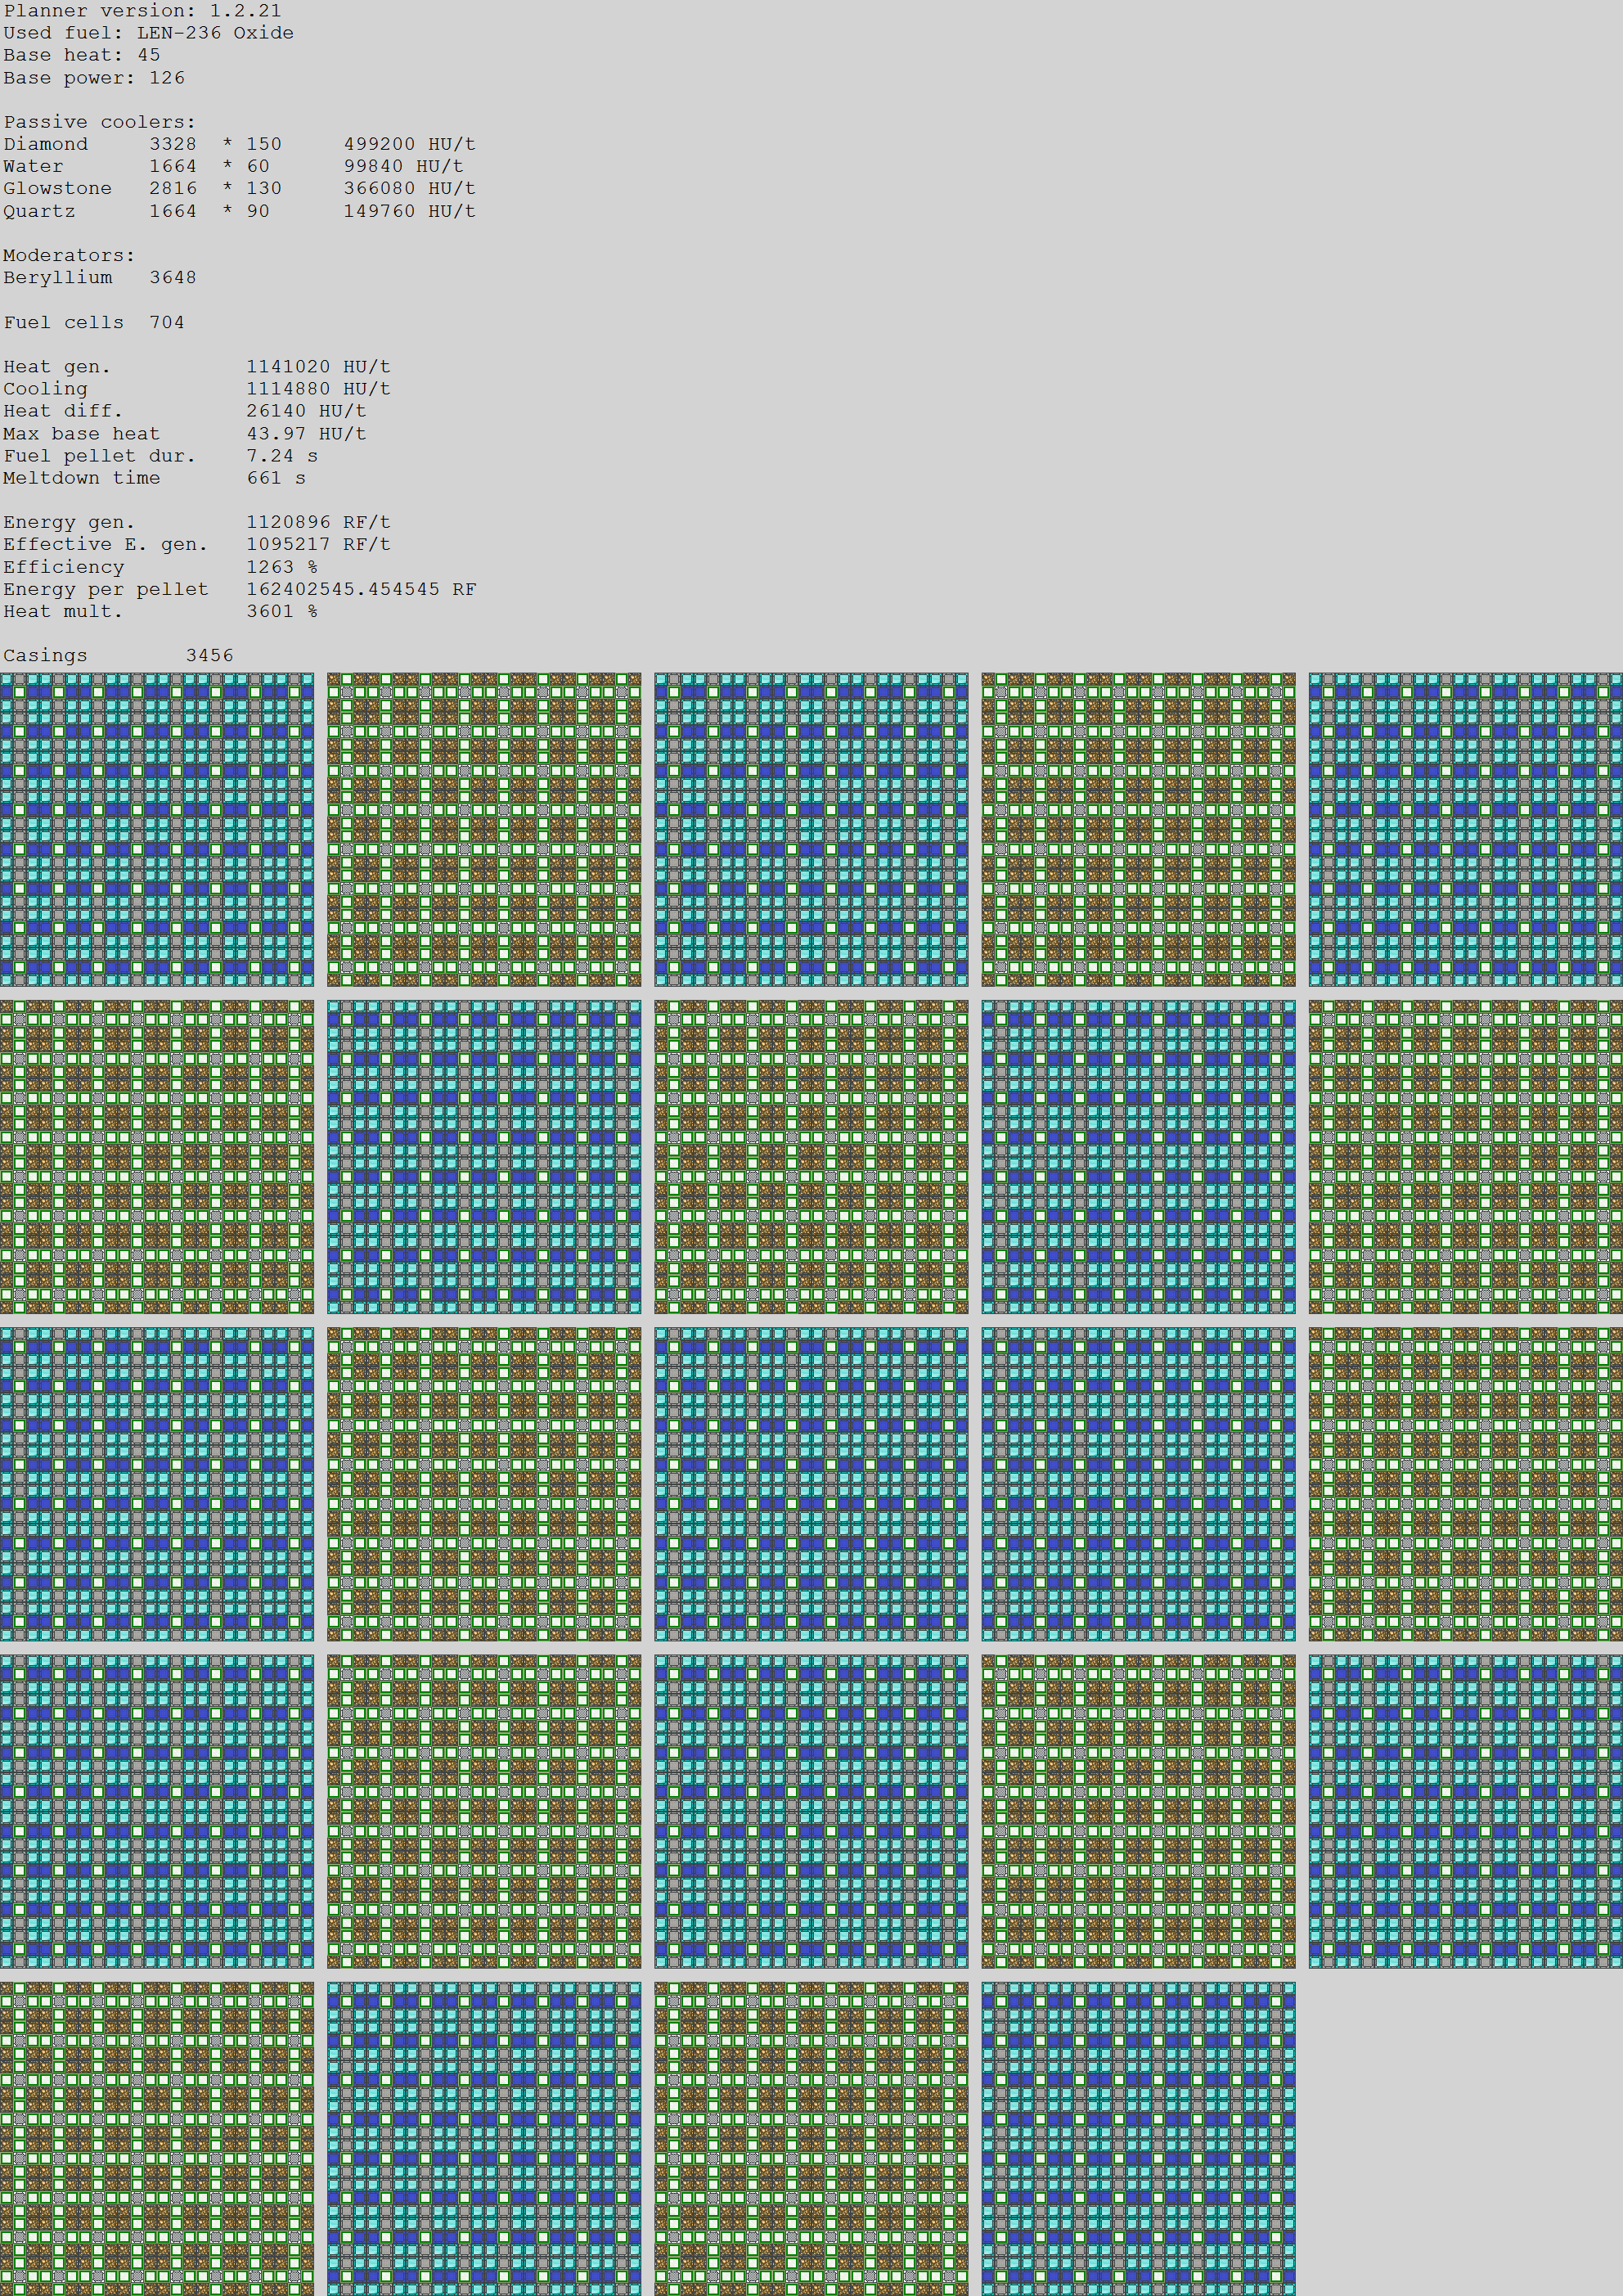 Planner version: 1.2.21
Used fuel: LEN-236 Oxide
Base heat: 45
Base power: 126
Passive coolers:
Diamond 3328 * 150 499200 HU/t
Water 1664 * 60 99840 HU/t
Glowstone 2816 * 130 366080 HU/t
Quartz 1664 * 90 149760 HU/t
Moderators:
Beryllium 3648
Fuel cells 704
Heat gen. 1141020 HU/t
Cooling 1114880 HU/t
Heat diff. 26140 HU/t
Max base heat 43.97 HU/t
Fuel pellet dur. 7.24 s
Meltdown time 661 s
Energy gen. 1120896 RF/t
Effective E. gen. 1095217 RF/t
Efficiency 1263 %
Energy per pellet 162402545.454545 RF
Heat mult. 3601 %
Casings 3456